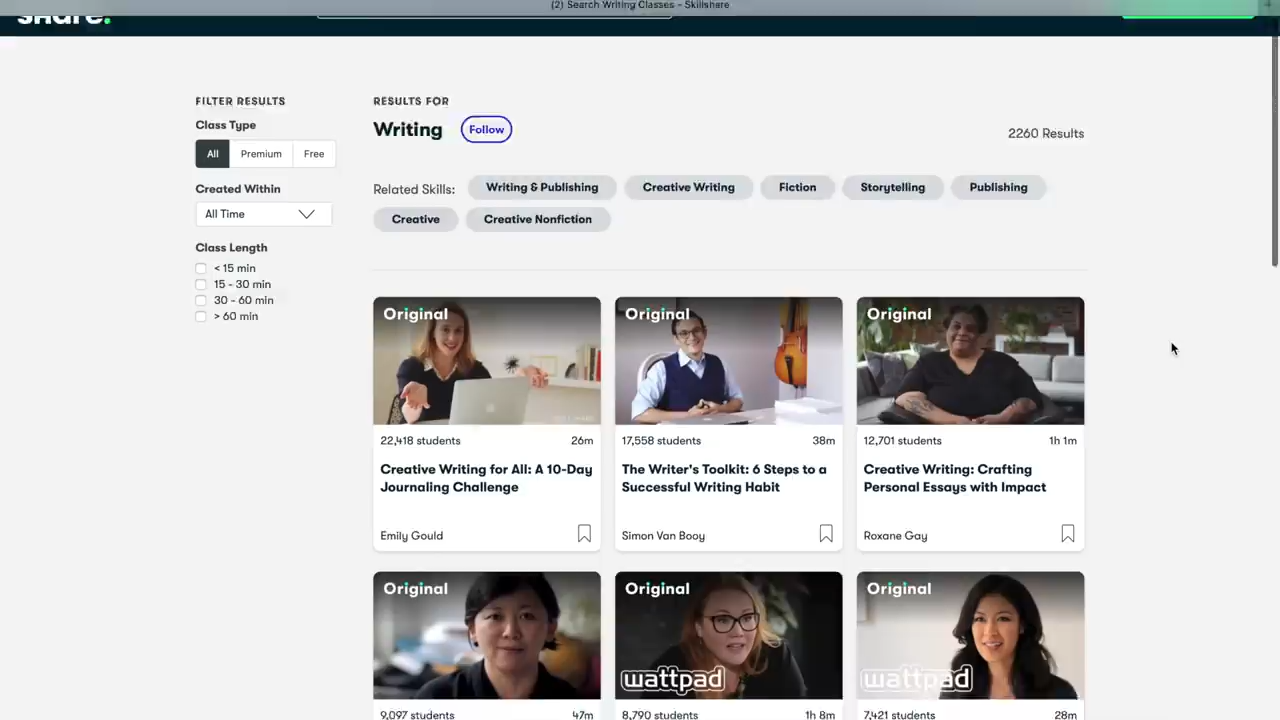 (2) Search Writing Classes - Skillshare
share.
FILTER RESULTS
Class Type
All
Premium
Free
Created Within
All Time
Class Length
< 15 min
15 - 30 min
30 - 60 min
> 60 min
RESULTS FOR
Writing
Follow
2260 Results
Related Skills:
Writing & Publishing
Creative Writing
Fiction
Storytelling
Publishing
Creative
Creative Nonfiction
Original
22,418 students
26m
Creative Writing for All: A 10-Day
Journaling Challenge
Emily Gould
Original
17,558 students
38m
The Writer's Toolkit: 6 Steps to a
Successful Writing Habit
Simon Van Booy
Original
12,701 students
1h 1m
Creative Writing: Crafting
Personal Essays with Impact
Roxane Gay
Original
9,097 students
47m
Original
wattpad
8,790 students
1h 8m
Original
wattpad
7,421 students
28m